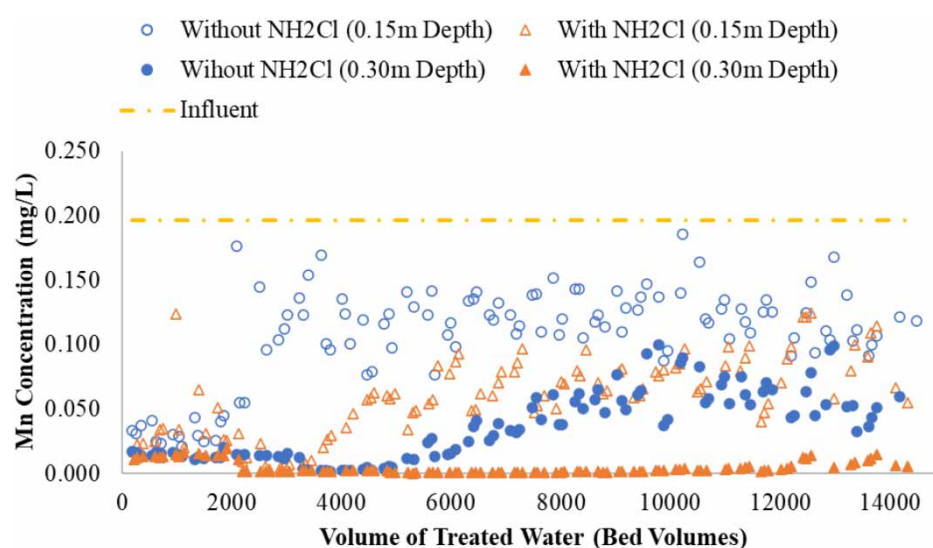 Without NH2Cl (0.15m Depth) With NH2Cl (0.15m Depth)
Wihout NH2Cl (0.30m Depth) With NH2Cl (0.30m Depth)
Influent
0.250
0.200
0.150
0.100
0.050
0.000
Mn Concentration (mg/L)
0 2000 4000 6000 8000 10000 12000 14000
Volume of Treated Water (Bed Volumes)